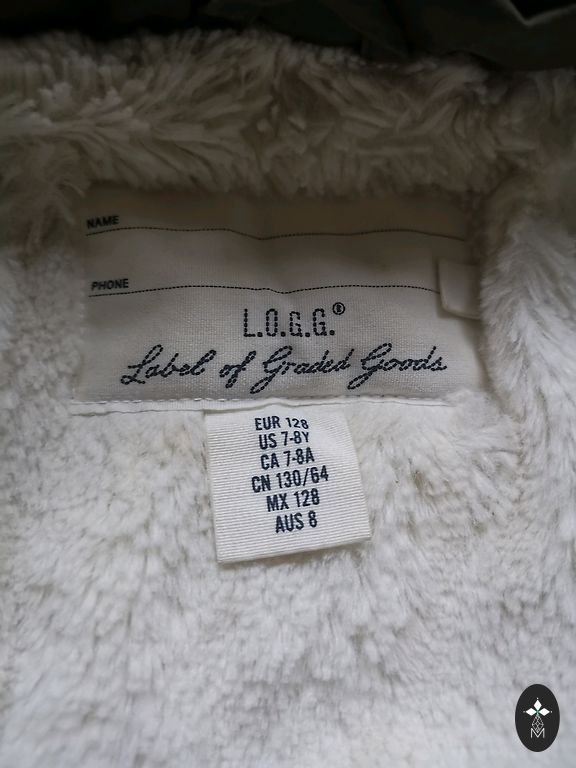 NAME
PHONE
L.O.G.G.®
Label of Graded Goods
EUR 128
US 7-8Y
CA 7-8A
CN 130/64
MX 128
AUS 8
M